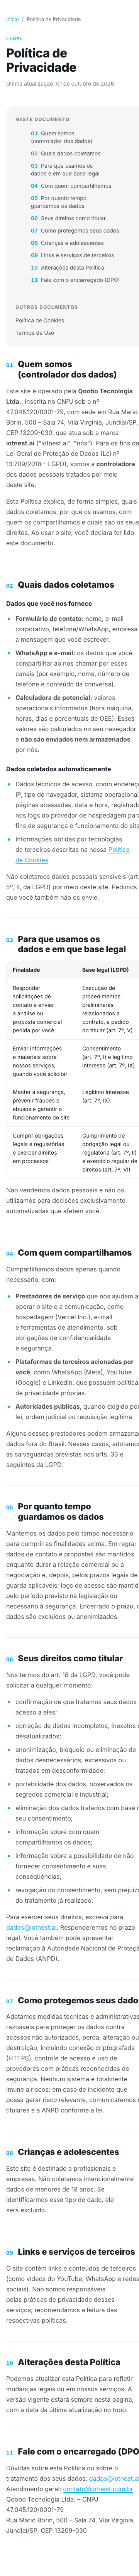 Início / Política de Privacidade
LEGAL
Política de
Privacidade
Última atualização: 01 de outubro de 2026
NESTE DOCUMENTO
01 Quem somos
(controlador dos dados)
02 Quais dados coletamos
03 Para que usamos os
dados e em que base legal
04 Com quem compartilhamos
05 Por quanto tempo
guardamos os dados
06 Seus direitos como titular
07 Como protegemos seus dados
08 Crianças e adolescentes
09 Links e serviços de terceiros
10 Alterações desta Política
11 Fale com o encarregado (DPO)
OUTROS DOCUMENTOS
Política de Cookies
Termos de Uso
01 Quem somos
(controlador dos dados)
Este site é operado pela Qoobo Tecnologia
Ltda., inscrita no CNPJ sob o nº
47.045.120/0001-79, com sede em Rua Mario
Borin, 500 – Sala 74, Vila Virginia, Jundiaí/SP,
CEP 13209-030, que atua sob a marca
iotnest.ai ("iotnest.ai", "nós"). Para os fins da
Lei Geral de Proteção de Dados (Lei nº
13.709/2018 – LGPD), somos a controladora
dos dados pessoais tratados por meio
deste site.
Esta Política explica, de forma simples, quais
dados coletamos, por que os usamos, com
quem os compartilhamos e quais são os seus
direitos. Ao usar o site, você declara ter lido
este documento.
02 Quais dados coletamos
Dados que você nos fornece
• Formulário de contato: nome, e-mail
corporativo, telefone/WhatsApp, empresa e
a mensagem que você escrever.
• WhatsApp e e-mail: os dados que você
compartilhar ao nos chamar por esses
canais (por exemplo, nome, número de
telefone e conteúdo da conversa).
• Calculadora de potencial: valores
operacionais informados (hora máquina,
horas, dias e percentuais de OEE). Esses
valores são calculados no seu navegador
e não são enviados nem armazenados
por nós.
Dados coletados automaticamente
• Dados técnicos de acesso, como endereço
IP, tipo de navegador, sistema operacional,
páginas acessadas, data e hora, registrados
nos logs do provedor de hospedagem para
fins de segurança e funcionamento do site.
• Informações obtidas por tecnologias
de terceiros descritas na nossa Política
de Cookies.
Não coletamos dados pessoais sensíveis (art.
5º, II, da LGPD) por meio deste site. Pedimos
que você também não os envie.
03 Para que usamos os
dados e em que base legal
Finalidade Base legal (LGPD)
Responder
solicitações de
contato e enviar
a análise ou
proposta comercial
pedida por você
Execução de
procedimentos
preliminares
relacionados a
contrato, a pedido
do titular (art. 7º, V)
Enviar informações
e materiais sobre
nossos serviços,
quando você solicitar
Consentimento
(art. 7º, I) e legítimo
interesse (art. 7º, IX)
Manter a segurança,
prevenir fraudes e
abusos e garantir o
funcionamento do site
Legítimo interesse
(art. 7º, IX)
Cumprir obrigações
legais e regulatórias
e exercer direitos
em processos
Cumprimento de
obrigação legal ou
regulatória (art. 7º, II)
e exercício regular de
direitos (art. 7º, VI)
Não vendemos dados pessoais e não os
utilizamos para decisões exclusivamente
automatizadas que afetem você.
04 Com quem compartilhamos
Compartilhamos dados apenas quando
necessário, com:
• Prestadores de serviço que nos ajudam a
operar o site e a comunicação, como
hospedagem (Vercel Inc.), e-mail
e ferramentas de atendimento, sob
obrigações de confidencialidade
e segurança.
• Plataformas de terceiros acionadas por
você, como WhatsApp (Meta), YouTube
(Google) e LinkedIn, que possuem políticas
de privacidade próprias.
• Autoridades públicas, quando exigido por
lei, ordem judicial ou requisição legítima.
Alguns desses prestadores podem armazenar
dados fora do Brasil. Nesses casos, adotamos
as salvaguardas previstas nos arts. 33 e
seguintes da LGPD.
05 Por quanto tempo
guardamos os dados
Mantemos os dados pelo tempo necessário
para cumprir as finalidades acima. Em regra:
dados de contato e propostas são mantidos
enquanto durar a relação comercial ou a
negociação e, depois, pelos prazos legais de
guarda aplicáveis; logs de acesso são mantidos
pelo período previsto na legislação ou
necessário à segurança. Encerrado o prazo, os
dados são excluídos ou anonimizados.
06 Seus direitos como titular
Nos termos do art. 18 da LGPD, você pode
solicitar a qualquer momento:
• confirmação de que tratamos seus dados e
acesso a eles;
• correção de dados incompletos, inexatos ou
desatualizados;
• anonimização, bloqueio ou eliminação de
dados desnecessários, excessivos ou
tratados em desconformidade;
• portabilidade dos dados, observados os
segredos comercial e industrial;
• eliminação dos dados tratados com base no
seu consentimento;
• informação sobre com quem
compartilhamos os dados;
• informação sobre a possibilidade de não
fornecer consentimento e suas
consequências;
• revogação do consentimento, sem prejuízo
do tratamento já realizado.
Para exercer seus direitos, escreva para
dados@iotnest.ai. Responderemos no prazo
legal. Você também pode apresentar
reclamação à Autoridade Nacional de Proteção
de Dados (ANPD).
07 Como protegemos seus dados
Adotamos medidas técnicas e administrativas
razoáveis para proteger os dados contra
acessos não autorizados, perda, alteração ou
destruição, incluindo conexão criptografada
(HTTPS), controle de acesso e uso de
provedores com práticas reconhecidas de
segurança. Nenhum sistema é totalmente
imune a riscos; em caso de incidente que
possa gerar risco relevante, comunicaremos os
titulares e a ANPD conforme a lei.
08 Crianças e adolescentes
Este site é destinado a profissionais e
empresas. Não coletamos intencionalmente
dados de menores de 18 anos. Se
identificarmos esse tipo de dado, ele
será excluído.
09 Links e serviços de terceiros
O site contém links e conteúdos de terceiros
(como vídeos do YouTube, WhatsApp e redes
sociais). Não somos responsáveis
pelas práticas de privacidade desses
serviços; recomendamos a leitura das
respectivas políticas.
10 Alterações desta Política
Podemos atualizar esta Política para refletir
mudanças legais ou em nossos serviços. A
versão vigente estará sempre nesta página,
com a data da última atualização no topo.
11 Fale com o encarregado (DPO)
Dúvidas sobre esta Política ou sobre o
tratamento dos seus dados: dados@iotnest.ai
Atendimento geral: contato@iotnest.com.br
Qoobo Tecnologia Ltda. – CNPJ
47.045.120/0001-79
Rua Mario Borin, 500 – Sala 74, Vila Virginia,
Jundiaí/SP, CEP 13209-030